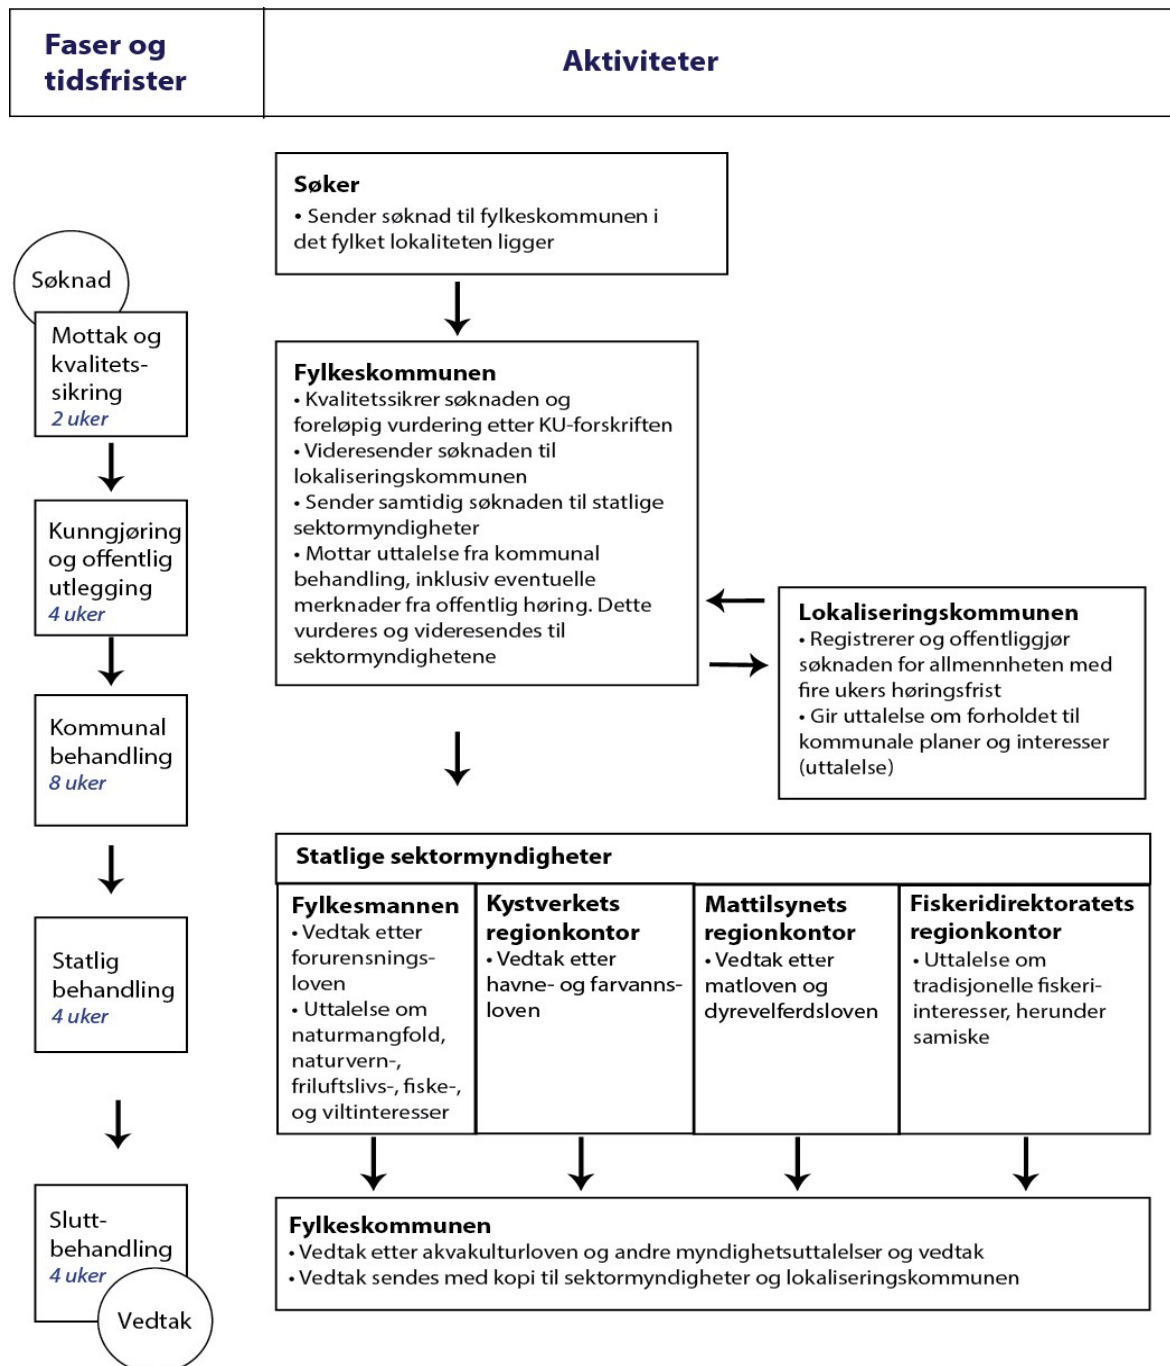 Faser og
tidsfrister
Aktiviteter
Søknad
Mottak og
kvalitets-
sikring
2 uker
Kunngjøring
og offentlig
utlegging
4 uker
Kommunal
behandling
8 uker
Statlig
behandling
4 uker
Slutt-
behandling
4 uker
Vedtak
Søker
• Sender søknad til fylkeskommunen i
det fylket lokaliteten ligger
Fylkeskommunen
• Kvalitetssikrer søknaden og
foreløpig vurdering etter KU-forskriften
• Videresender søknaden til
lokaliseringskommunen
• Sender samtidig søknaden til statlige
sektormyndigheter
• Mottar uttalelse fra kommunal
behandling, inklusiv eventuelle
merknader fra offentlig høring. Dette
vurderes og videresendes til
sektormyndighetene
Lokaliseringskommunen
• Registrerer og offentliggjør
søknaden for allmennheten med
fire ukers høringsfrist
• Gir uttalelse om forholdet til
kommunale planer og interesser
(uttalelse)
Statlige sektormyndigheter
Fylkesmannen
• Vedtak etter
forurensnings-
loven
• Uttalelse om
naturmangfold,
naturvern-,
friluftslivs-, fiske-,
og viltinteresser
Kystverkets
regionkontor
• Vedtak etter
havne- og farvanns-
loven
Mattilsynets
regionkontor
• Vedtak etter
matloven og
dyrevelferdsloven
Fiskeridirektoratets
regionkontor
• Uttalelse om
tradisjonelle fiskeri-
interesser, herunder
samiske
Fylkeskommunen
• Vedtak etter akvakulturloven og andre myndighetsuttalelser og vedtak
• Vedtak sendes med kopi til sektormyndigheter og lokaliseringskommunen